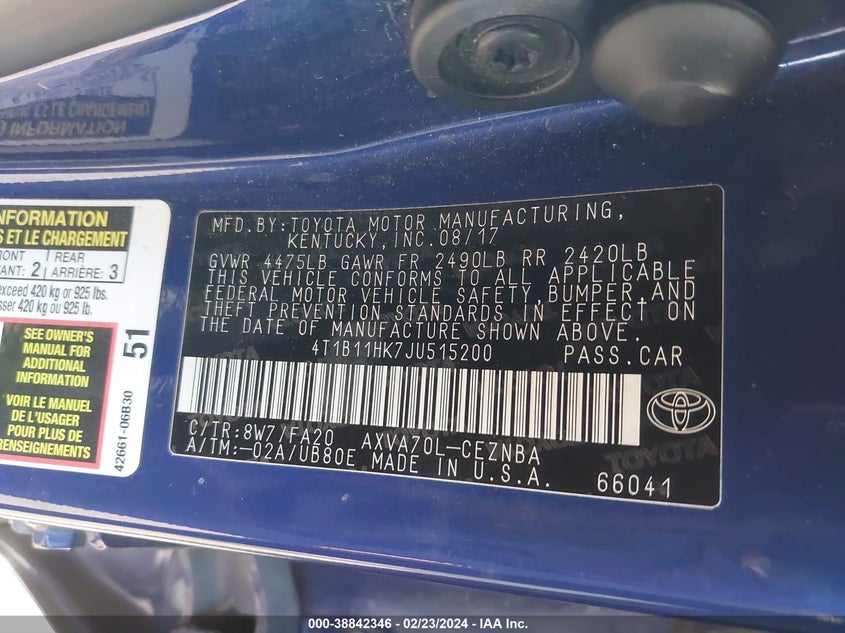 INFORMATION
S ET LE CHARGEMENT
FRONT
REAR
VANT: 2
ARRIÈRE: 3
exceed 420 kg or 925 lbs.
sser 420 kg ou 925 lb.
SEE OWNER'S
MANUAL FOR
ADDITIONAL
INFORMATION
VOIR LE MANUEL
DE L'USAGER
POUR PLUS DE
RENSEIGNEMENTS
51
42661-06B30
MFD.BY:TOYOTA MOTOR MANUFACTURING,
KENTUCKY,INC.08/17
GVWR 4475LB GAWR FR 2490LB RR 2420LB
THIS VEHICLE CONFORMS TO ALL APPLICABLE
FEDERAL MOTOR VEHICLE SAFETY,BUMPER,AND
THEFT PREVENTION STANDARDS IN EFFECT ON
THE DATE OF MANUFACTURE SHOWN ABOVE.
4T1B11HK7JU515200 PASS.CAR
C/TR:8W7/FA20 AXVA70L-CEZNBA
A/TM:-02A/UB80E MADE IN U.S.A.
TOYOTA
66041
000-38842346 - 02/23/2024 - IAA Inc.